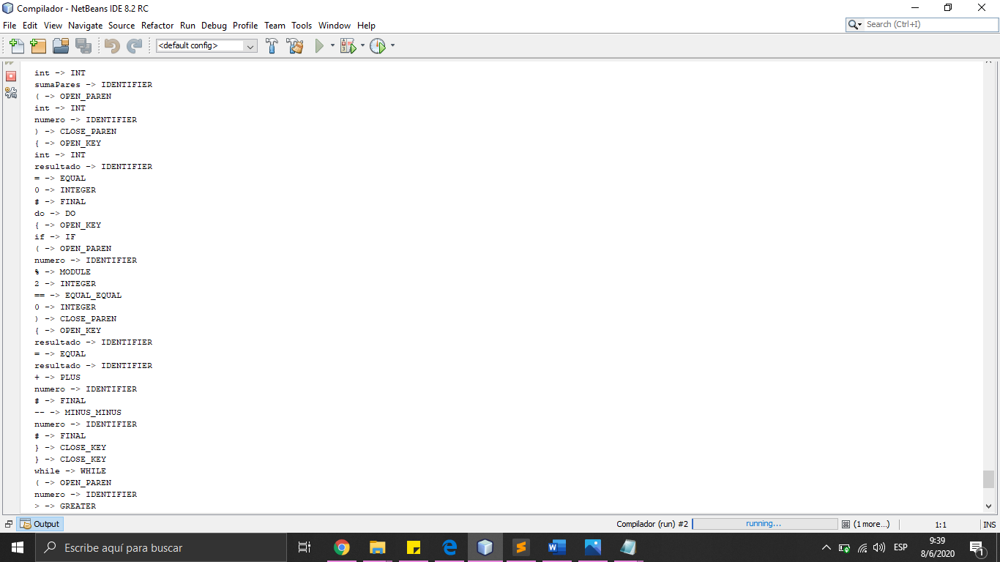 Compilador - NetBeans IDE 8.2 RC
File Edit View Navigate Source Refactor Run Debug Profile Team Tools Window Help
Search (Ctrl+I)
<default config>
int -> INT
sumaPares -> IDENTIFIER
( -> OPEN_PAREN
int -> INT
numero -> IDENTIFIER
) -> CLOSE_PAREN
{ -> OPEN_KEY
int -> INT
resultado -> IDENTIFIER
= -> EQUAL
0 -> INTEGER
# -> FINAL
do -> DO
{ -> OPEN_KEY
if -> IF
( -> OPEN_PAREN
numero -> IDENTIFIER
% -> MODULE
2 -> INTEGER
== -> EQUAL_EQUAL
0 -> INTEGER
) -> CLOSE_PAREN
{ -> OPEN_KEY
resultado -> IDENTIFIER
= -> EQUAL
resultado -> IDENTIFIER
+ -> PLUS
numero -> IDENTIFIER
# -> FINAL
-- -> MINUS_MINUS
numero -> IDENTIFIER
# -> FINAL
} -> CLOSE_KEY
} -> CLOSE_KEY
while -> WHILE
( -> OPEN_PAREN
numero -> IDENTIFIER
> -> GREATER
Output
Compilador (run) #2 running... (1 more...) 1:1 INS
Escribe aquí para buscar
ESP
9:39
8/6/2020
1